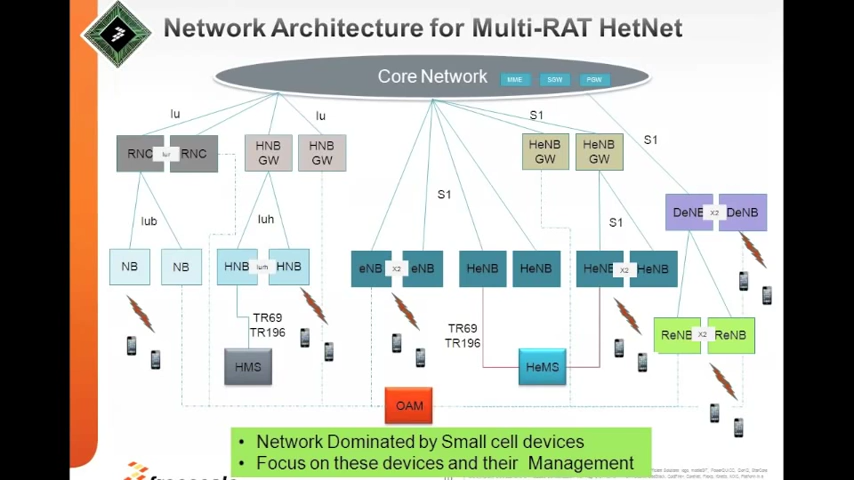 Network Architecture for Multi-RAT HetNet
Core Network
MME
SGW
PGW
Iu
Iu
S1
S1
RNC
Iur
RNC
HNB
GW
HNB
GW
HeNB
GW
HeNB
GW
S1
DeNB
X2
DeNB
Iub
Iuh
S1
NB
NB
HNB
Iurh
HNB
eNB
X2
eNB
HeNB
HeNB
HeNB
X2
HeNB
TR69
TR196
TR69
TR196
ReNB
X2
ReNB
HMS
HeMS
OAM
• Network Dominated by Small cell devices
• Focus on these devices and their Management